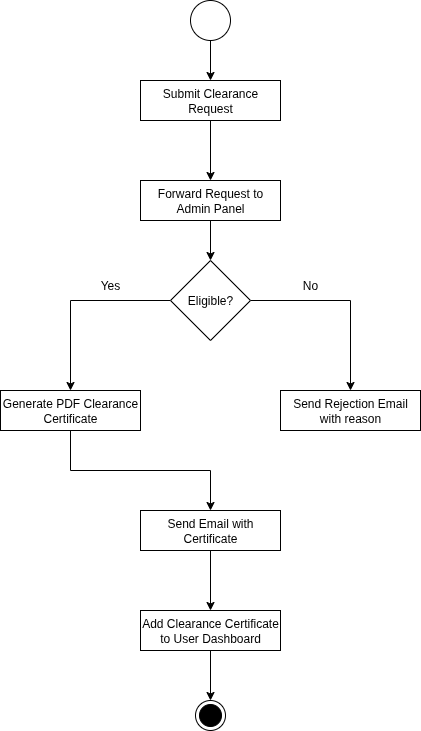 Submit Clearance
Request
Forward Request to
Admin Panel
Eligible?
Yes
No
Generate PDF Clearance
Certificate
Send Rejection Email
with reason
Send Email with
Certificate
Add Clearance Certificate
to User Dashboard